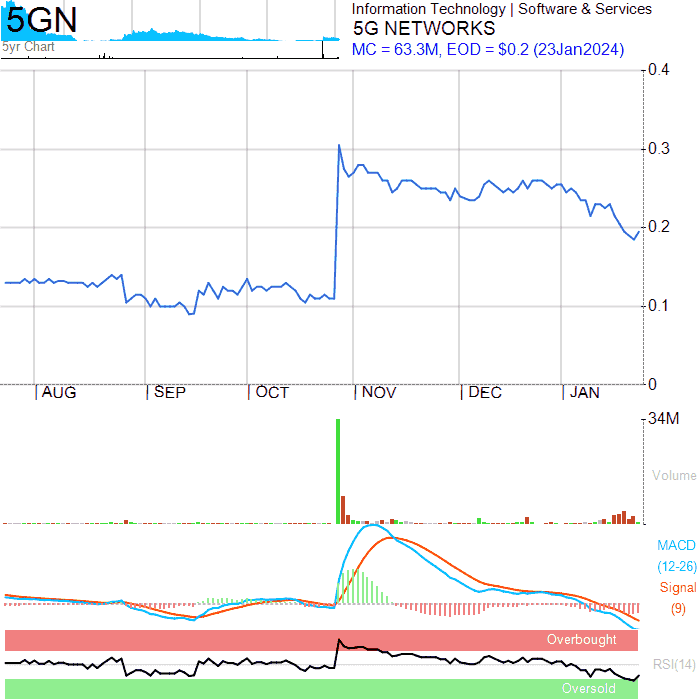 5GN
5yr Chart
Information Technology | Software & Services
5G NETWORKS
MC = 63.3M, EOD = $0.2 (23Jan2024)
0.4
0.3
0.2
0.1
0
AUG SEP OCT NOV DEC JAN
34M
Volume
MACD
(12-26)
Signal
(9)
Overbought
RSI(14)
Oversold